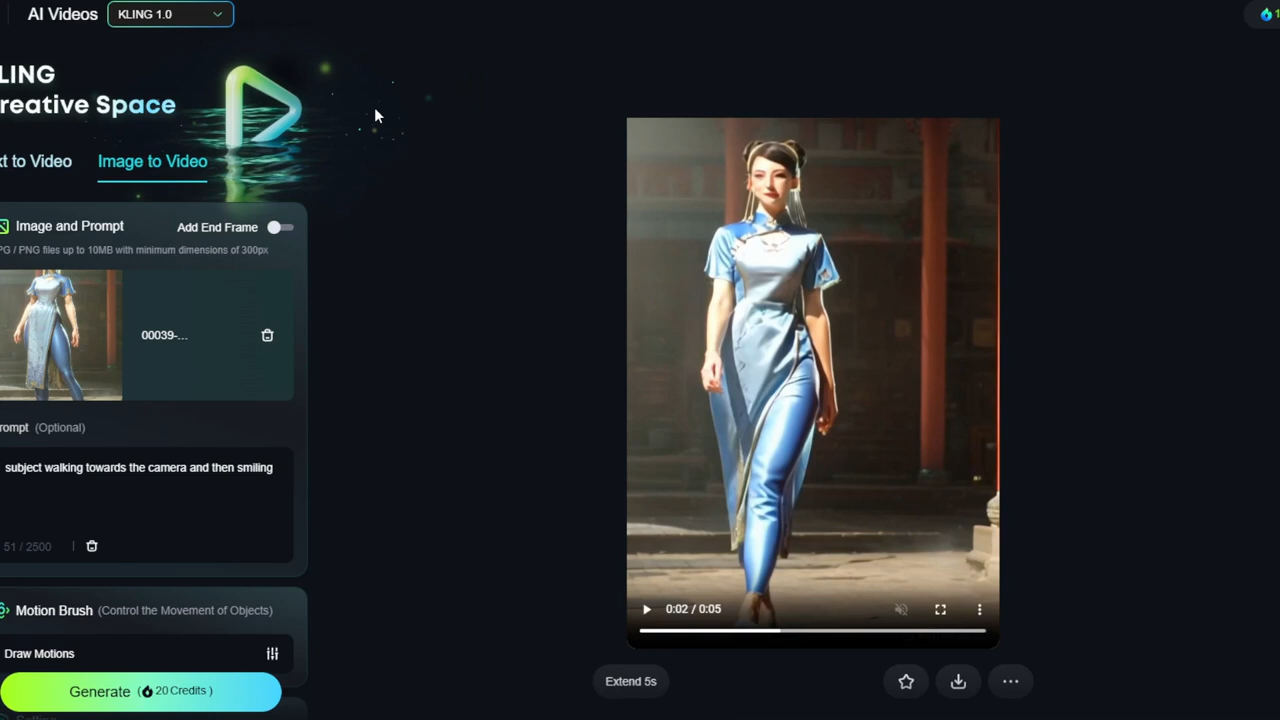 AI Videos
KLING 1.0
LING
reative Space
xt to Video
Image to Video
Image and Prompt
Add End Frame
PG / PNG files up to 10MB with minimum dimensions of 300px
00039-...
rompt (Optional)
subject walking towards the camera and then smiling
51 / 2500
Motion Brush (Control the Movement of Objects)
Draw Motions
Generate ( 20 Credits )
0:02 / 0:05
Extend 5s